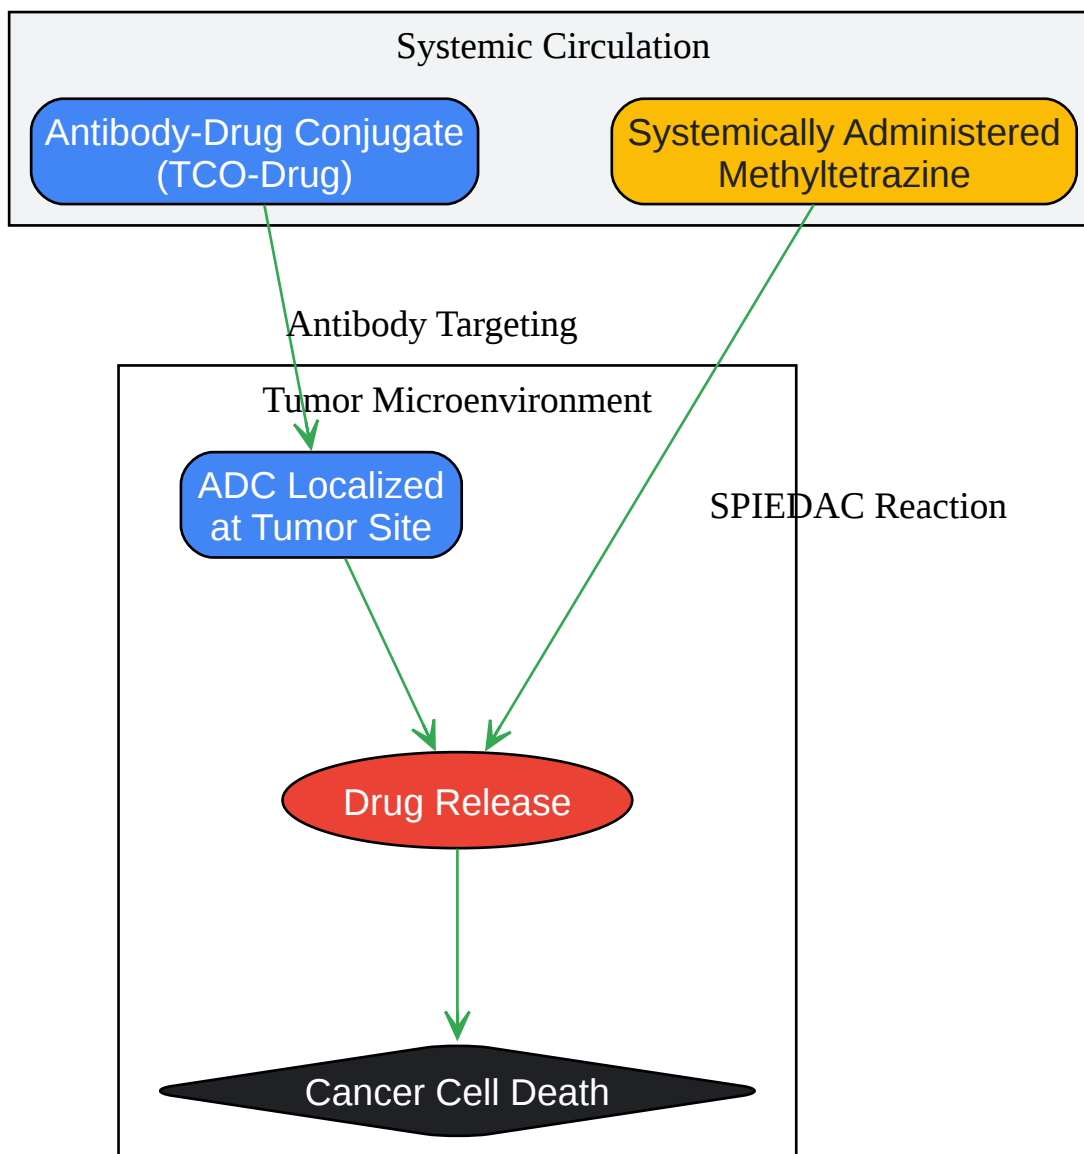 Systemic Circulation
Antibody-Drug Conjugate
(TCO-Drug)
Systemically Administered
Methyltetrazine
Antibody Targeting
Tumor Microenvironment
ADC Localized
at Tumor Site
SPIEDAC Reaction
Drug Release
Cancer Cell Death